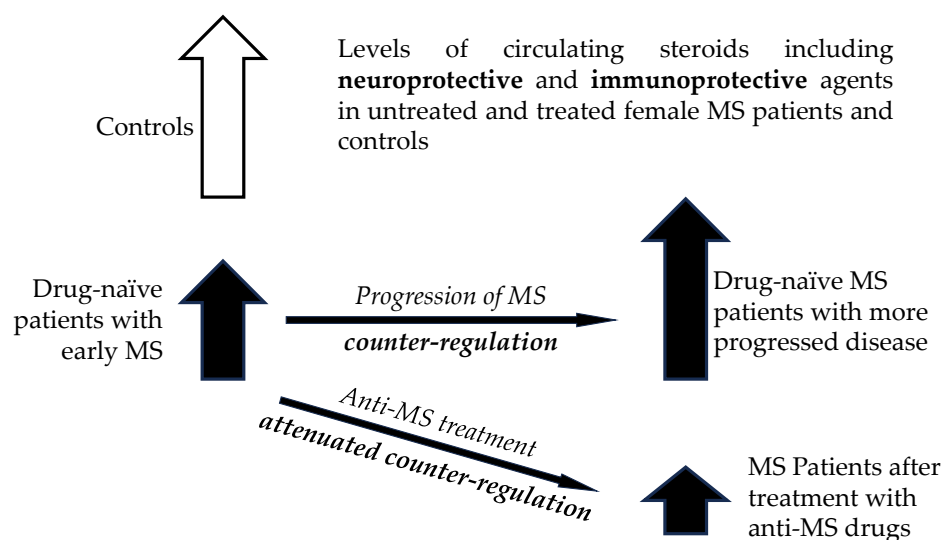 Levels of circulating steroids including
neuroprotective and immunoprotective agents
in untreated and treated female MS patients and
controls
Controls
Drug-naïve
patients with
early MS
Progression of MS
counter-regulation
Drug-naïve MS
patients with more
progressed disease
Anti-MS treatment
attenuated counter-regulation
MS Patients after
treatment with
anti-MS drugs